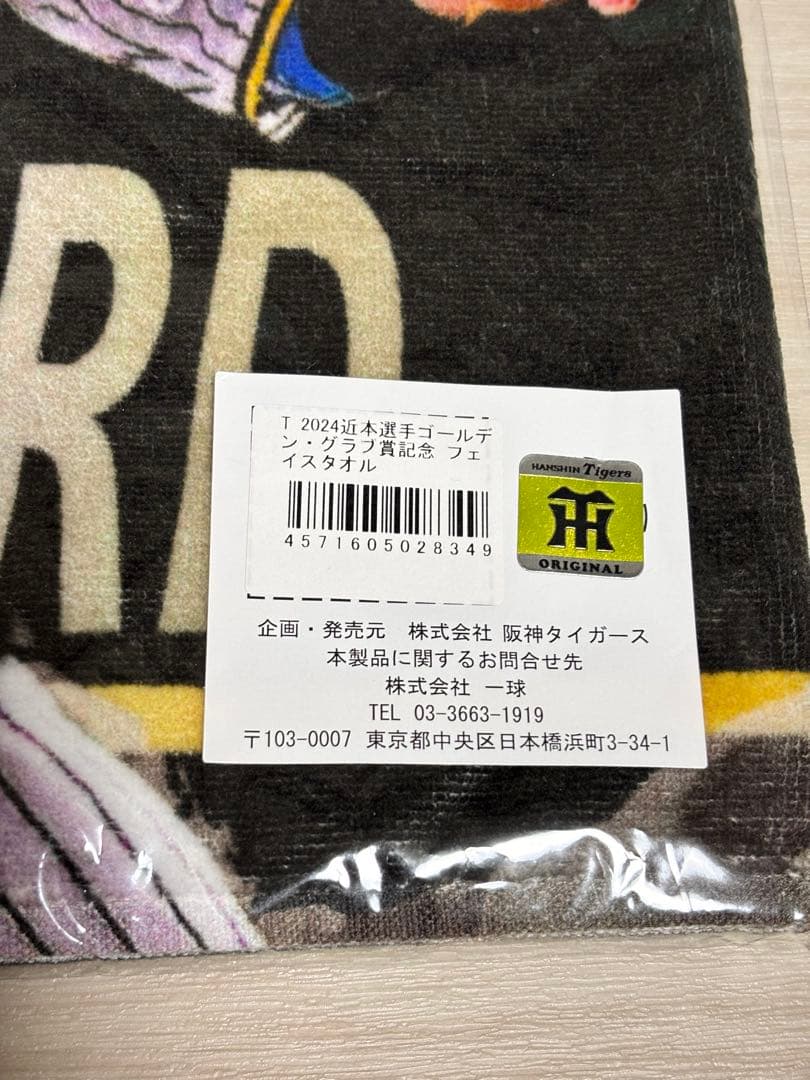 RD
T 2024近本選手ゴールデ
ン・グラブ賞記念 フェ
イスタオル
4571605028349
HANSHIN Tigers
TH
ORIGINAL
企画・発売元 株式会社 阪神タイガース
本製品に関するお問合せ先
株式会社 一球
TEL 03-3663-1919
〒103-0007 東京都中央区日本橋浜町3-34-1